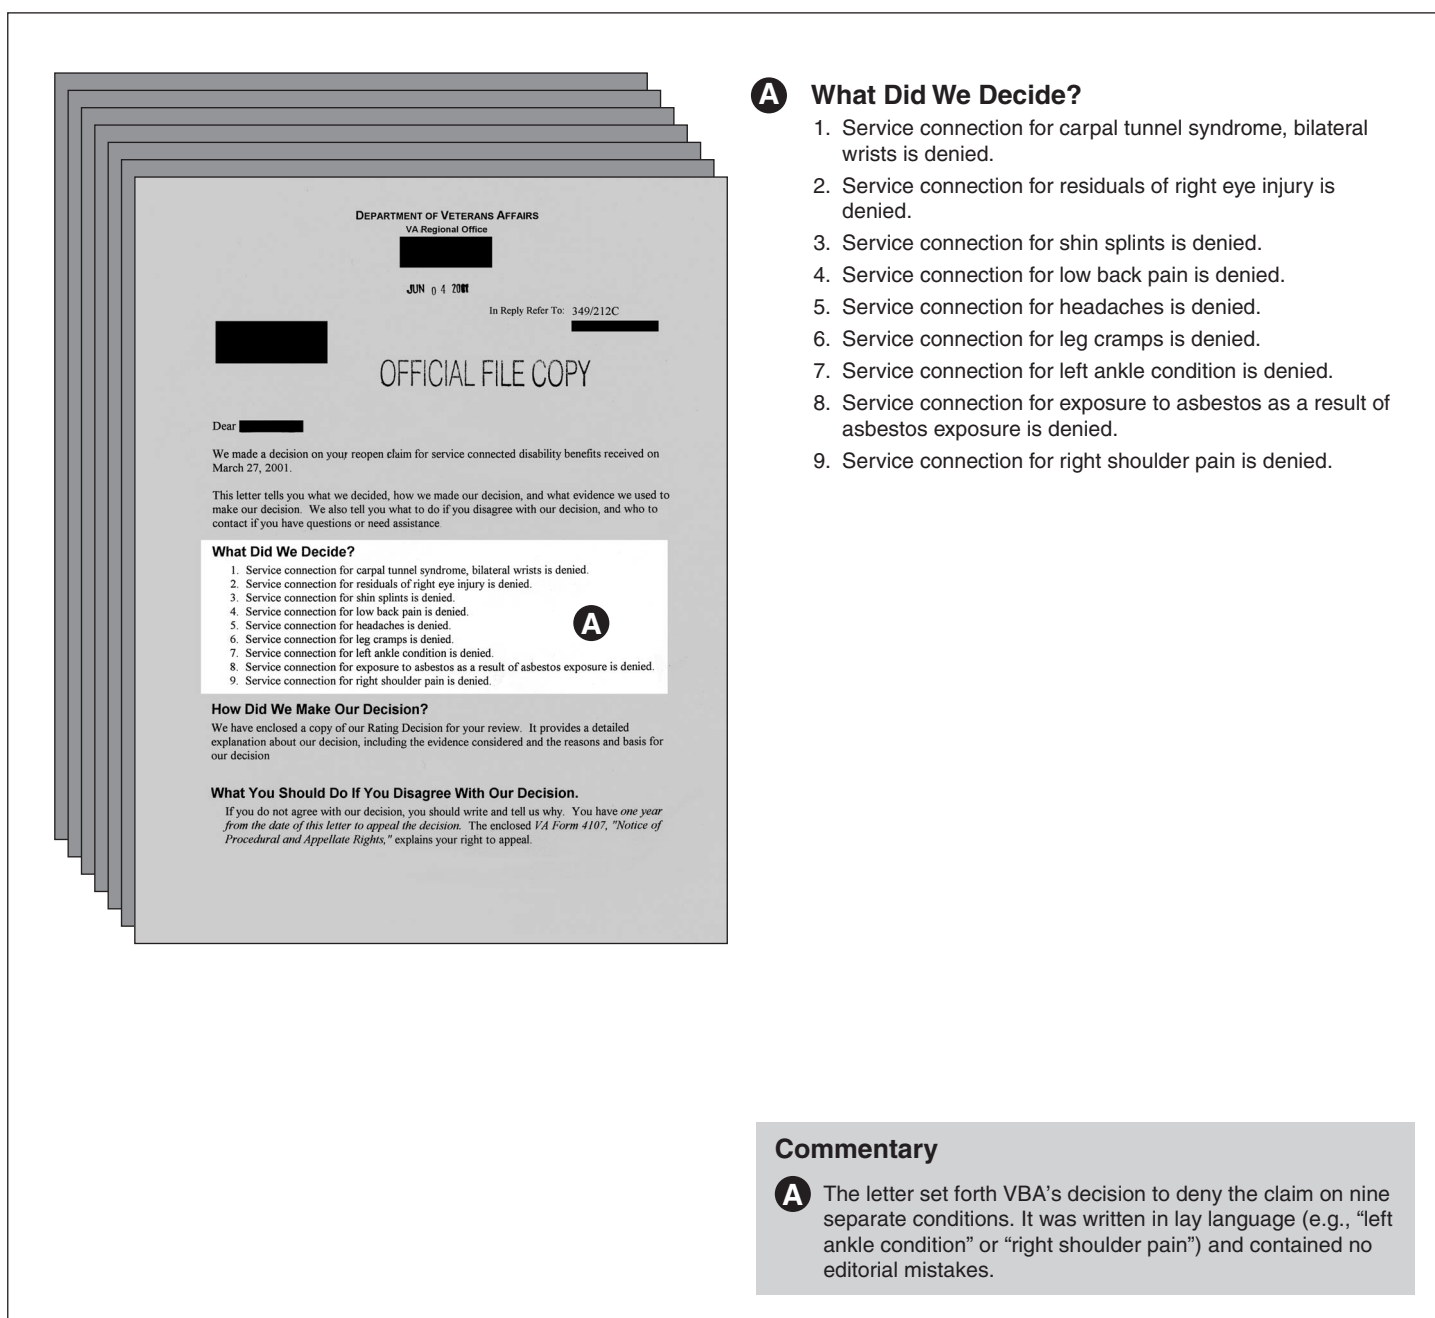 DEPARTMENT OF VETERANS AFFAIRS
VA Regional Office
JUN 04 2001
In Reply Refer To: 349/212C
OFFICIAL FILE COPY
Dear
We made a decision on your reopen claim for service connected disability benefits received on
March 27, 2001.
This letter tells you what we decided, how we made our decision, and what evidence we used to
make our decision. We also tell you what to do if you disagree with our decision, and who to
contact if you have questions or need assistance
What Did We Decide?
1. Service connection for carpal tunnel syndrome, bilateral wrists is denied.
2. Service connection for residuals of right eye injury is denied.
3. Service connection for shin splints is denied.
4. Service connection for low back pain is denied.
5. Service connection for headaches is denied.
6. Service connection for leg cramps is denied.
7. Service connection for left ankle condition is denied.
8. Service connection for exposure to asbestos as a result of asbestos exposure is denied.
9. Service connection for right shoulder pain is denied.
A
How Did We Make Our Decision?
We have enclosed a copy of our Rating Decision for your review. It provides a detailed
explanation about our decision, including the evidence considered and the reasons and basis for
our decision
What You Should Do If You Disagree With Our Decision.
If you do not agree with our decision, you should write and tell us why. You have one year
from the date of this letter to appeal the decision. The enclosed VA Form 4107, "Notice of
Procedural and Appellate Rights," explains your right to appeal.
A What Did We Decide?
1. Service connection for carpal tunnel syndrome, bilateral
wrists is denied.
2. Service connection for residuals of right eye injury is
denied.
3. Service connection for shin splints is denied.
4. Service connection for low back pain is denied.
5. Service connection for headaches is denied.
6. Service connection for leg cramps is denied.
7. Service connection for left ankle condition is denied.
8. Service connection for exposure to asbestos as a result of
asbestos exposure is denied.
9. Service connection for right shoulder pain is denied.
Commentary
A The letter set forth VBA's decision to deny the claim on nine
separate conditions. It was written in lay language (e.g., “left
ankle condition” or “right shoulder pain”) and contained no
editorial mistakes.